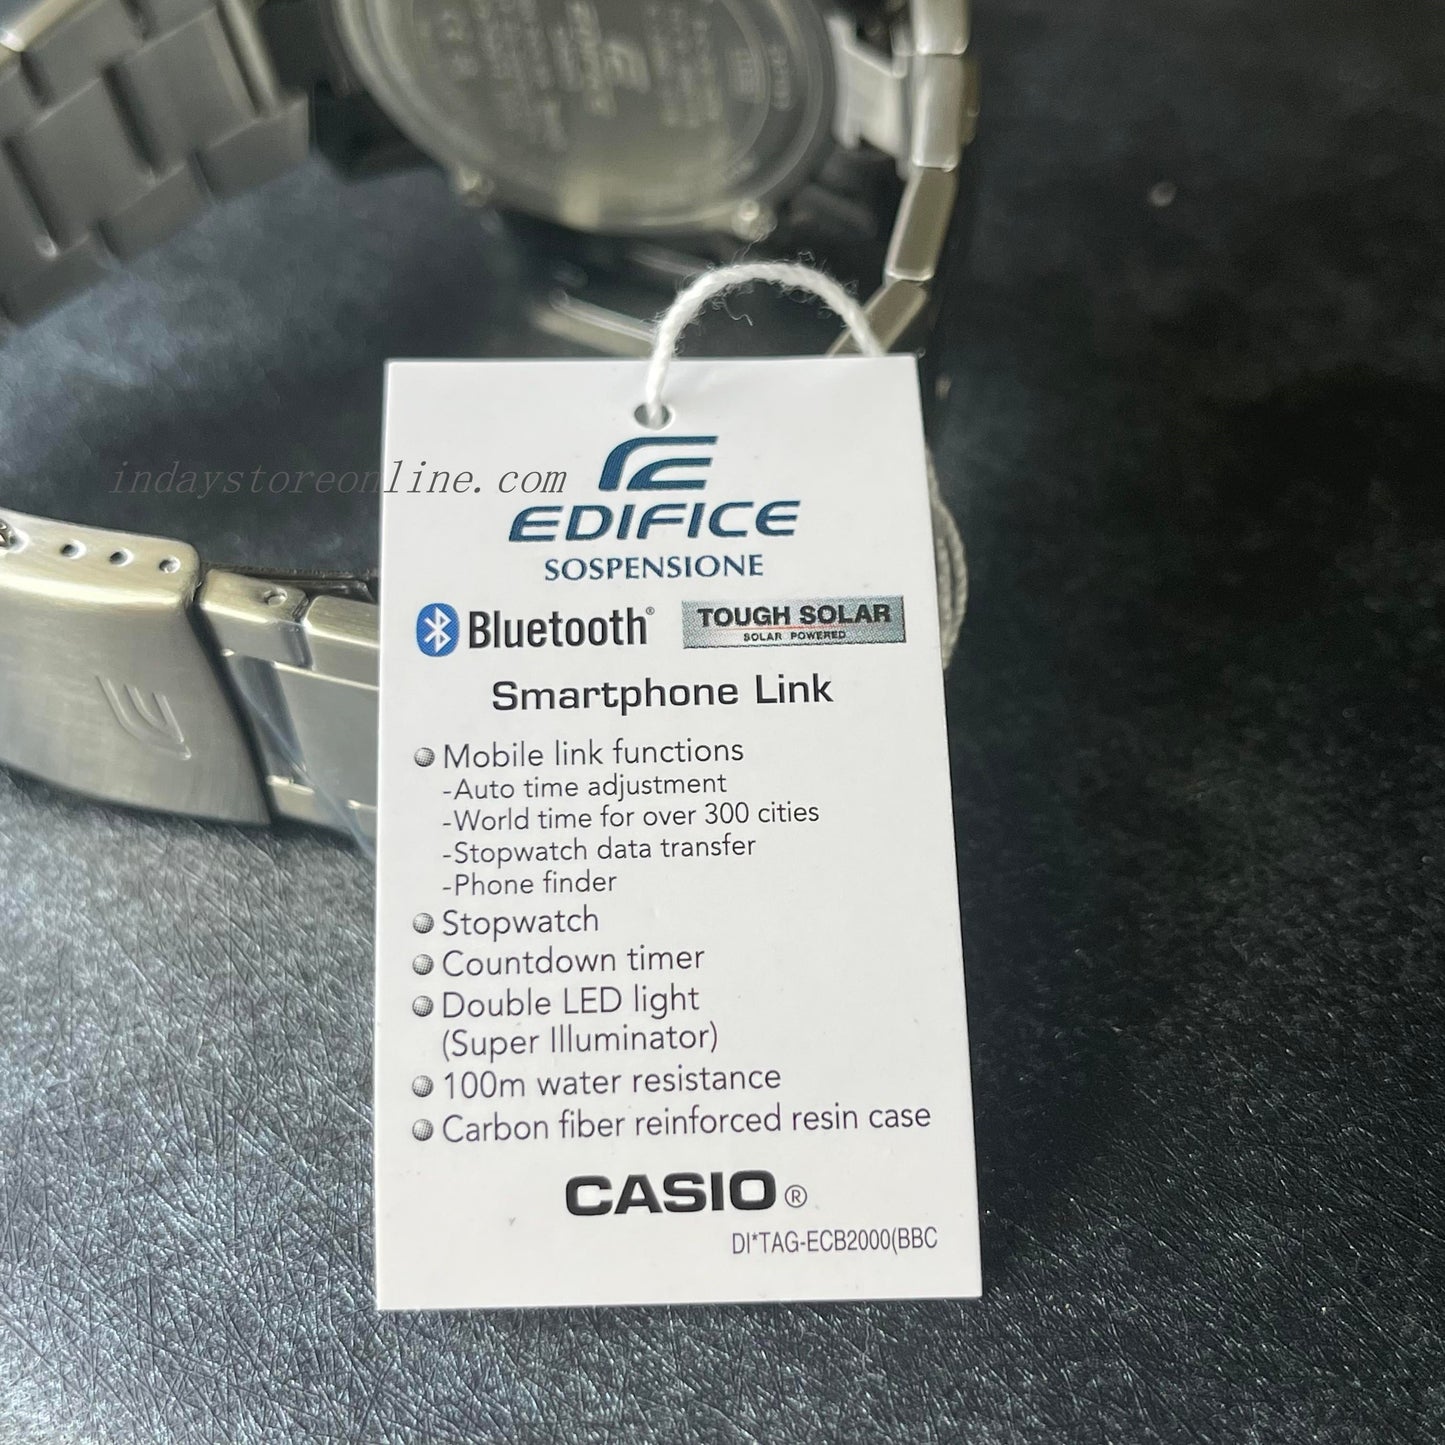 indaystoreonline.com
EDIFICE
SOSPENSIONE
Bluetooth®
TOUGH SOLAR
SOLAR POWERED
Smartphone Link
Mobile link functions
-Auto time adjustment
-World time for over 300 cities
-Stopwatch data transfer
-Phone finder
Stopwatch
Countdown timer
Double LED light
(Super Illuminator)
100m water resistance
Carbon fiber reinforced resin case
CASIO®
DI*TAG-ECB2000(BBC